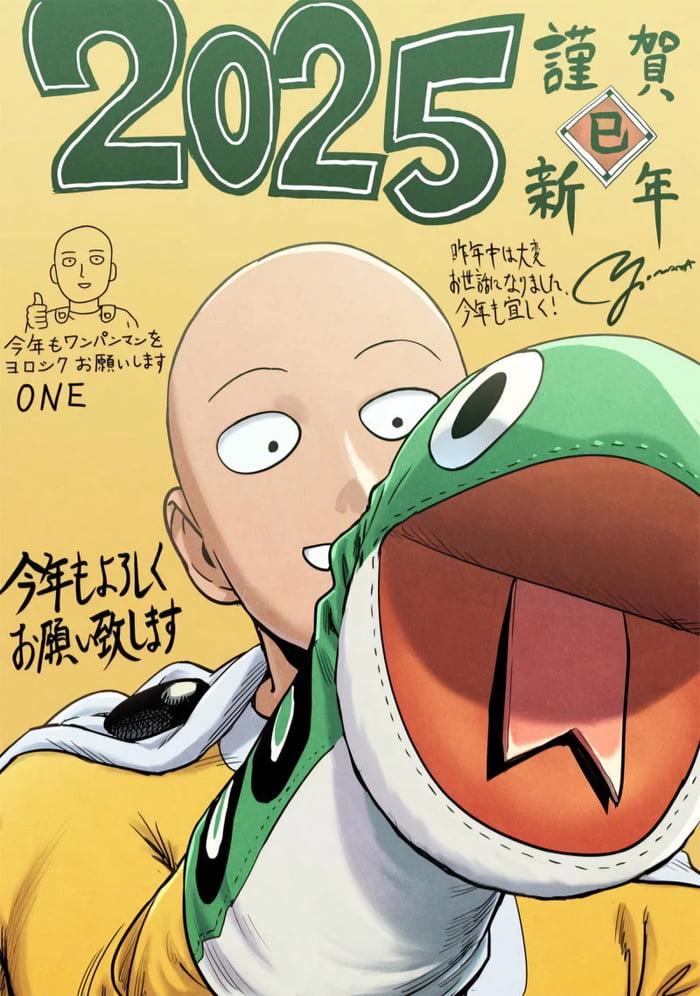 2025
謹賀
巳
新年
昨年中は大変
お世話になりました、
今年も宜しく!
今年もワンパンマンを
ヨロシク お願いします
ONE
今年もよろしく
お願い致します